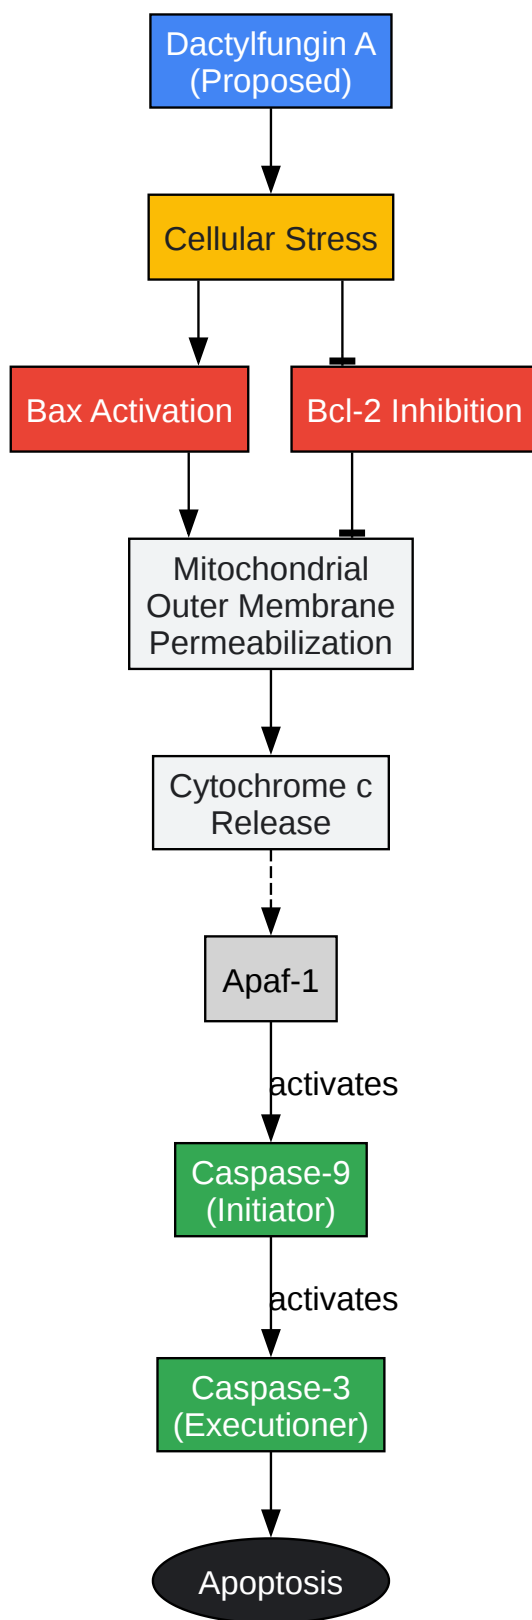 Dactylfungin A
(Proposed)
Cellular Stress
Bax Activation
Bcl-2 Inhibition
Mitochondrial
Outer Membrane
Permeabilization
Cytochrome c
Release
Apaf-1
activates
Caspase-9
(Initiator)
activates
Caspase-3
(Executioner)
Apoptosis